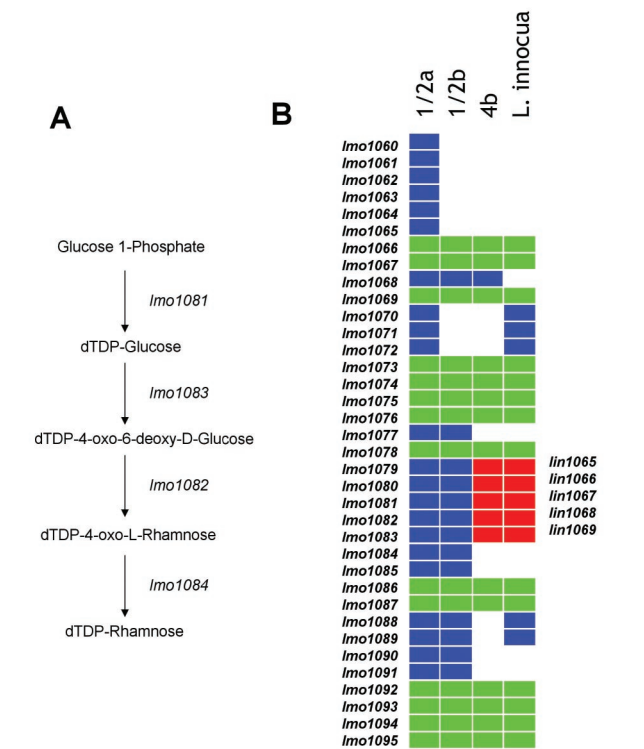 A
Glucose 1-Phosphate
lmo1081
dTDP-Glucose
lmo1083
dTDP-4-oxo-6-deoxy-D-Glucose
lmo1082
dTDP-4-oxo-L-Rhamnose
lmo1084
dTDP-Rhamnose
B
1/2a
1/2b
4b
L. innocua
lmo1060
lmo1061
lmo1062
lmo1063
lmo1064
lmo1065
lmo1066
lmo1067
lmo1068
lmo1069
lmo1070
lmo1071
lmo1072
lmo1073
lmo1074
lmo1075
lmo1076
lmo1077
lmo1078
lmo1079
lmo1080
lmo1081
lmo1082
lmo1083
lmo1084
lmo1085
lmo1086
lmo1087
lmo1088
lmo1089
lmo1090
lmo1091
lmo1092
lmo1093
lmo1094
lmo1095
lin1065
lin1066
lin1067
lin1068
lin1069